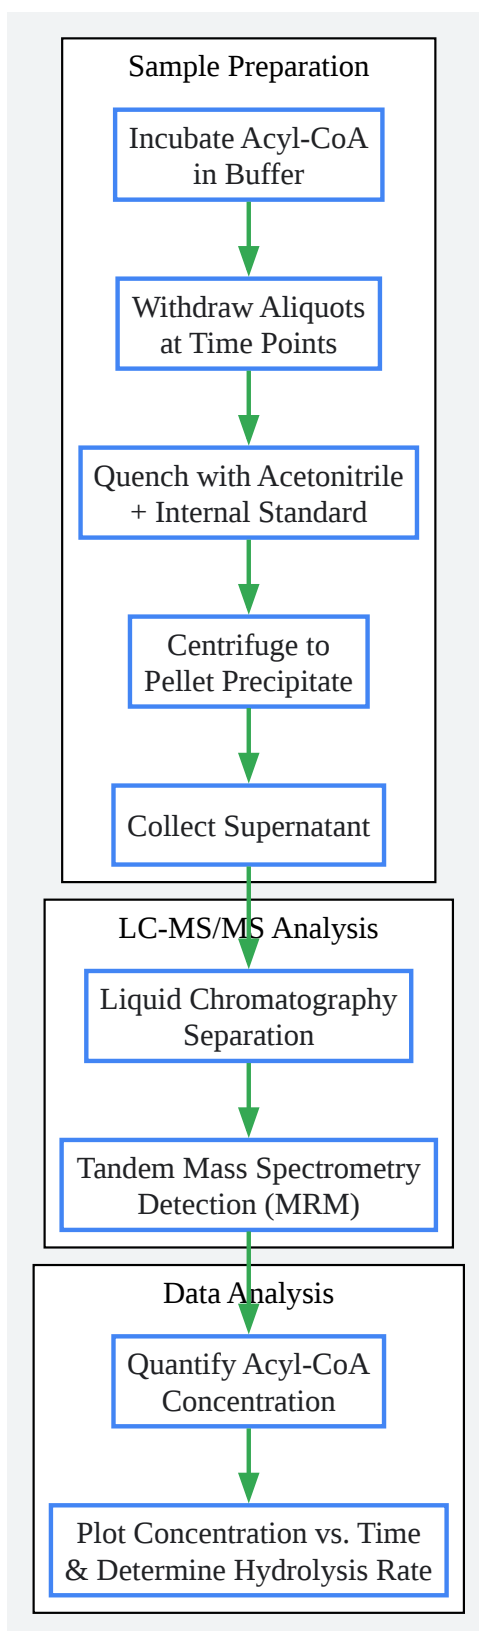 Sample Preparation
Incubate Acyl-CoA
in Buffer
Withdraw Aliquots
at Time Points
Quench with Acetonitrile
+ Internal Standard
Centrifuge to
Pellet Precipitate
Collect Supernatant
LC-MS/MS Analysis
Liquid Chromatography
Separation
Tandem Mass Spectrometry
Detection (MRM)
Data Analysis
Quantify Acyl-CoA
Concentration
Plot Concentration vs. Time
& Determine Hydrolysis Rate